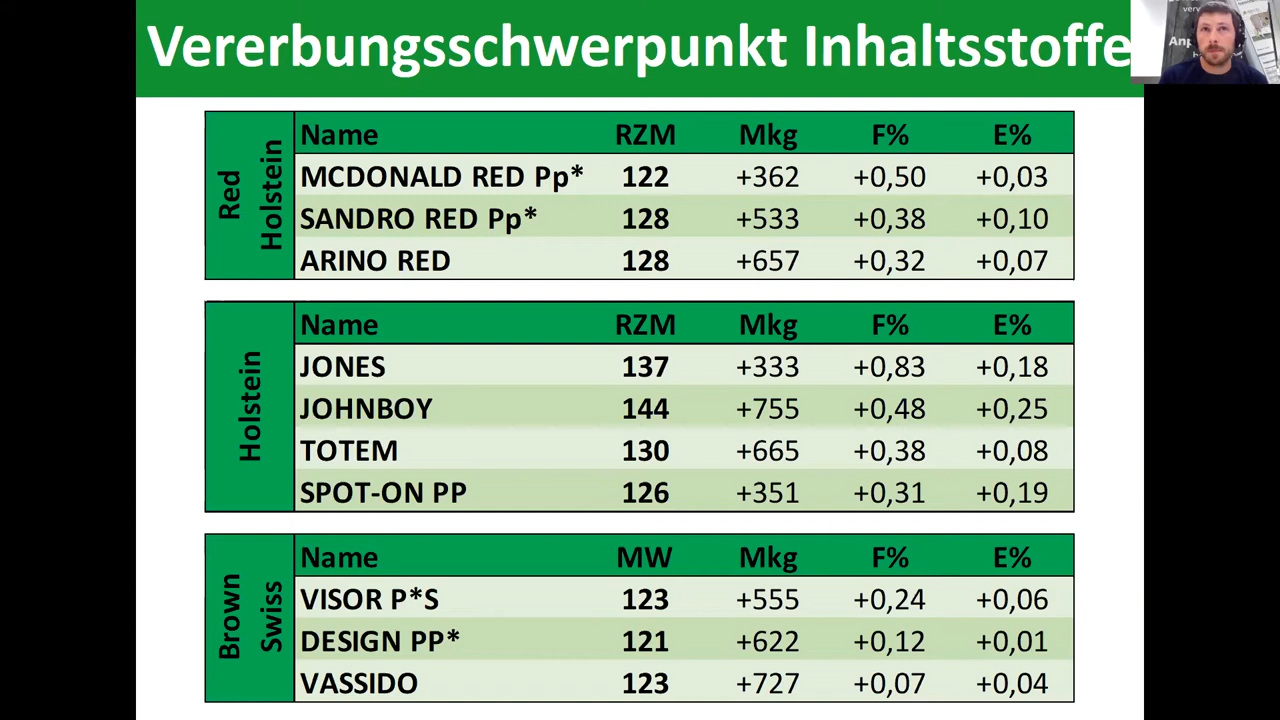 Vererbungsschwerpunkt Inhaltsstoffe
Red Holstein
Name RZM Mkg F% E%
MCDONALD RED Pp* 122 +362 +0,50 +0,03
SANDRO RED Pp* 128 +533 +0,38 +0,10
ARINO RED 128 +657 +0,32 +0,07
Holstein
Name RZM Mkg F% E%
JONES 137 +333 +0,83 +0,18
JOHNBOY 144 +755 +0,48 +0,25
TOTEM 130 +665 +0,38 +0,08
SPOT-ON PP 126 +351 +0,31 +0,19
Brown Swiss
Name MW Mkg F% E%
VISOR P*S 123 +555 +0,24 +0,06
DESIGN PP* 121 +622 +0,12 +0,01
VASSIDO 123 +727 +0,07 +0,04